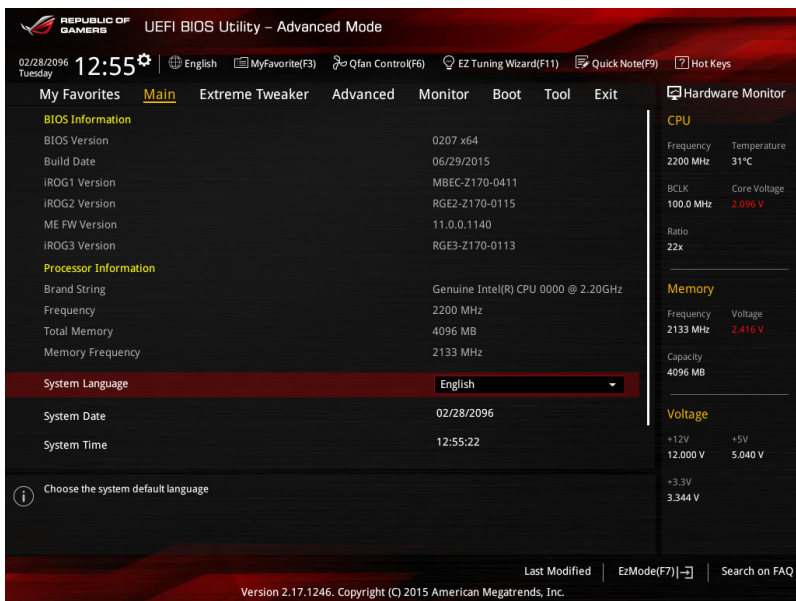 REPUBLIC OF
GAMERS
UEFI BIOS Utility – Advanced Mode
02/28/2096
Tuesday
12:55
English
MyFavorite(F3)
Qfan Control(F6)
EZ Tuning Wizard(F11)
Quick Note(F9)
? Hot Keys
My Favorites Main Extreme Tweaker Advanced Monitor Boot Tool Exit
BIOS Information
BIOS Version 0207 x64
Build Date 06/29/2015
iROG1 Version MBEC-Z170-0411
iROG2 Version RGE2-Z170-0115
ME FW Version 11.0.0.1140
iROG3 Version RGE3-Z170-0113
Processor Information
Brand String Genuine Intel(R) CPU 0000 @ 2.20GHz
Frequency 2200 MHz
Total Memory 4096 MB
Memory Frequency 2133 MHz
System Language English
System Date 02/28/2096
System Time 12:55:22
i Choose the system default language
Hardware Monitor
CPU
Frequency Temperature
2200 MHz 31°C
BCLK Core Voltage
100.0 MHz 2.096 V
Ratio
22x
Memory
Frequency Voltage
2133 MHz 2.416 V
Capacity
4096 MB
Voltage
+12V +5V
12.000 V 5.040 V
+3.3V
3.344 V
Last Modified
EzMode(F7)
Search on FAQ
Version 2.17.1246. Copyright (C) 2015 American Megatrends, Inc.